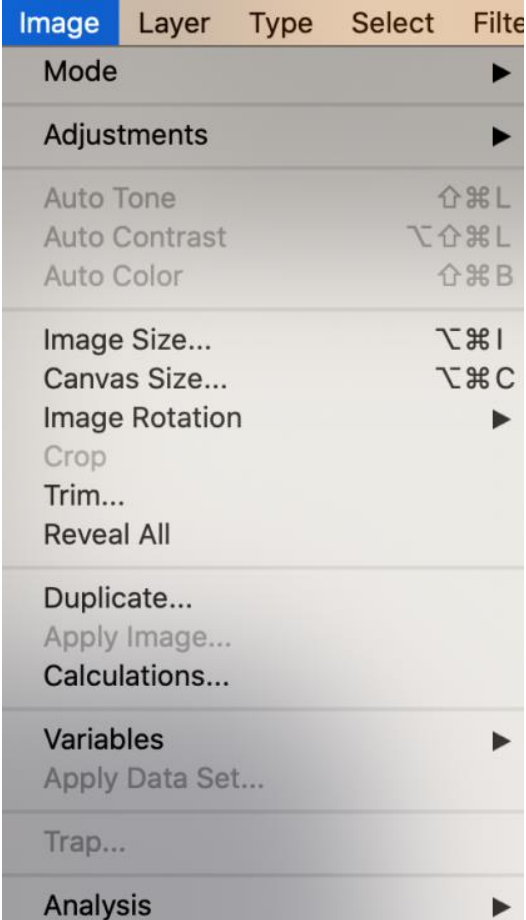 Image Layer Type Select Filte
Mode ▶
Adjustments ▶
Auto Tone ⇧⌘L
Auto Contrast ⌥⇧⌘L
Auto Color ⇧⌘B
Image Size... ⌥⌘I
Canvas Size... ⌥⌘C
Image Rotation ▶
Crop
Trim...
Reveal All
Duplicate...
Apply Image...
Calculations...
Variables ▶
Apply Data Set...
Trap...
Analysis ▶